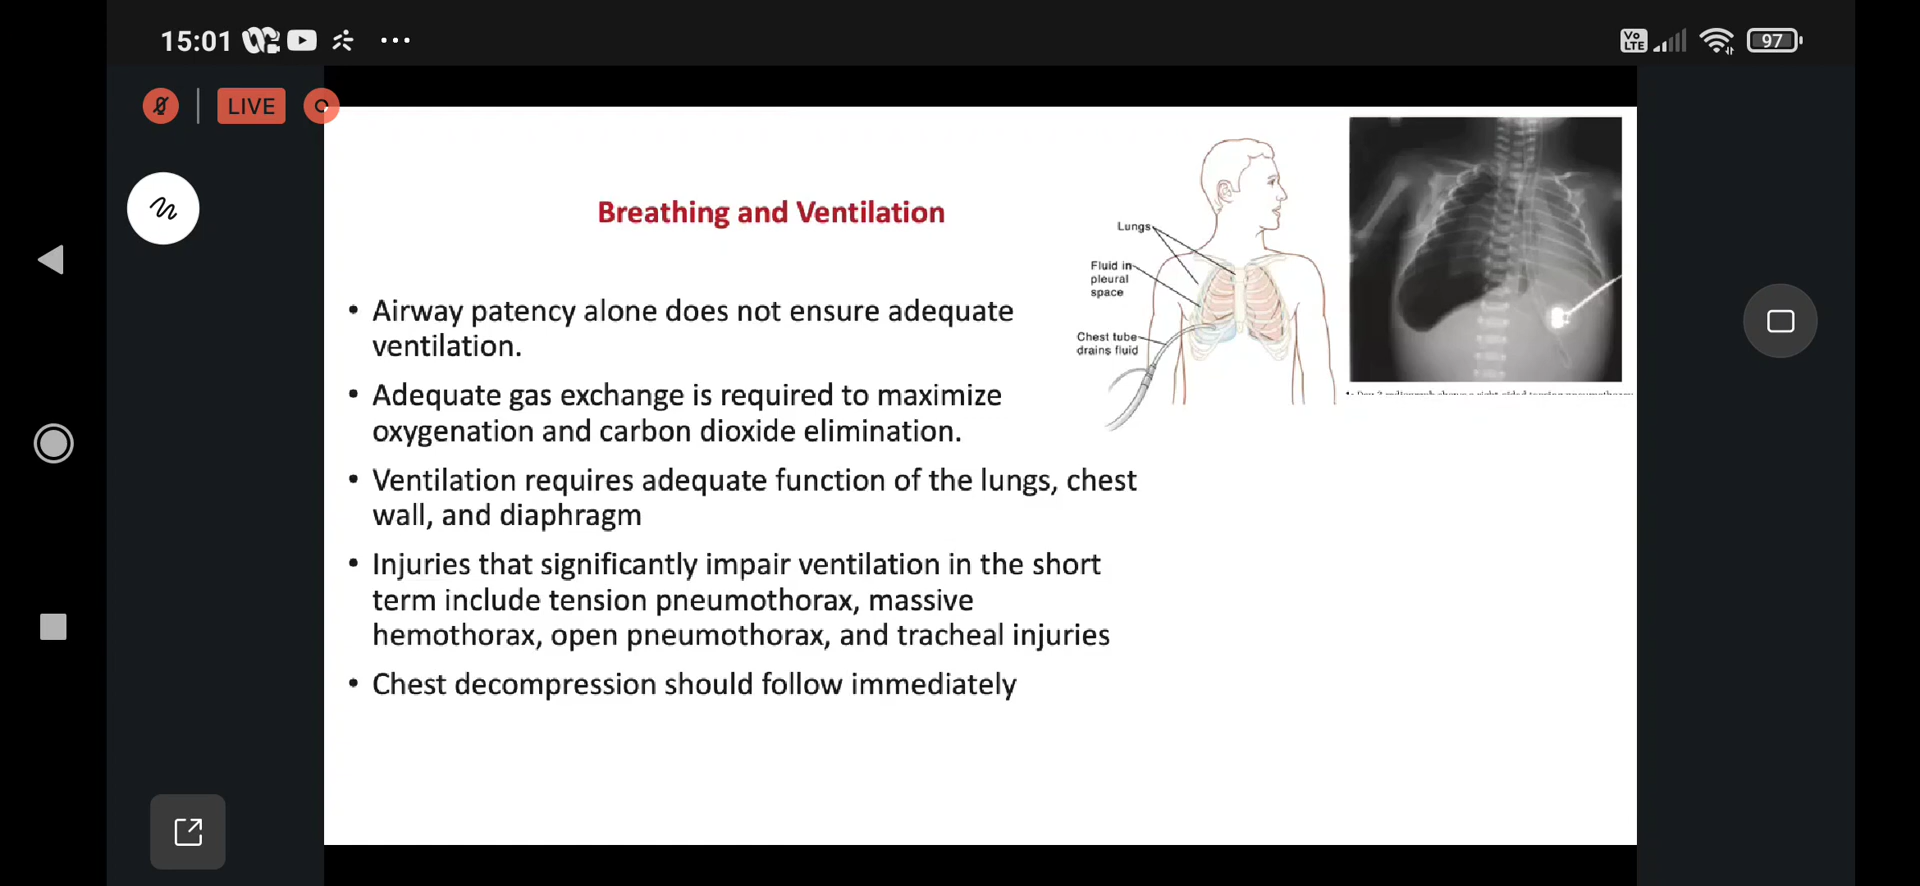 15:01
Vo
LTE
97
LIVE
Breathing and Ventilation
• Airway patency alone does not ensure adequate
ventilation.
• Adequate gas exchange is required to maximize
oxygenation and carbon dioxide elimination.
• Ventilation requires adequate function of the lungs, chest
wall, and diaphragm
• Injuries that significantly impair ventilation in the short
term include tension pneumothorax, massive
hemothorax, open pneumothorax, and tracheal injuries
• Chest decompression should follow immediately
Lungs
Fluid in
pleural
space
Chest tube
drains fluid